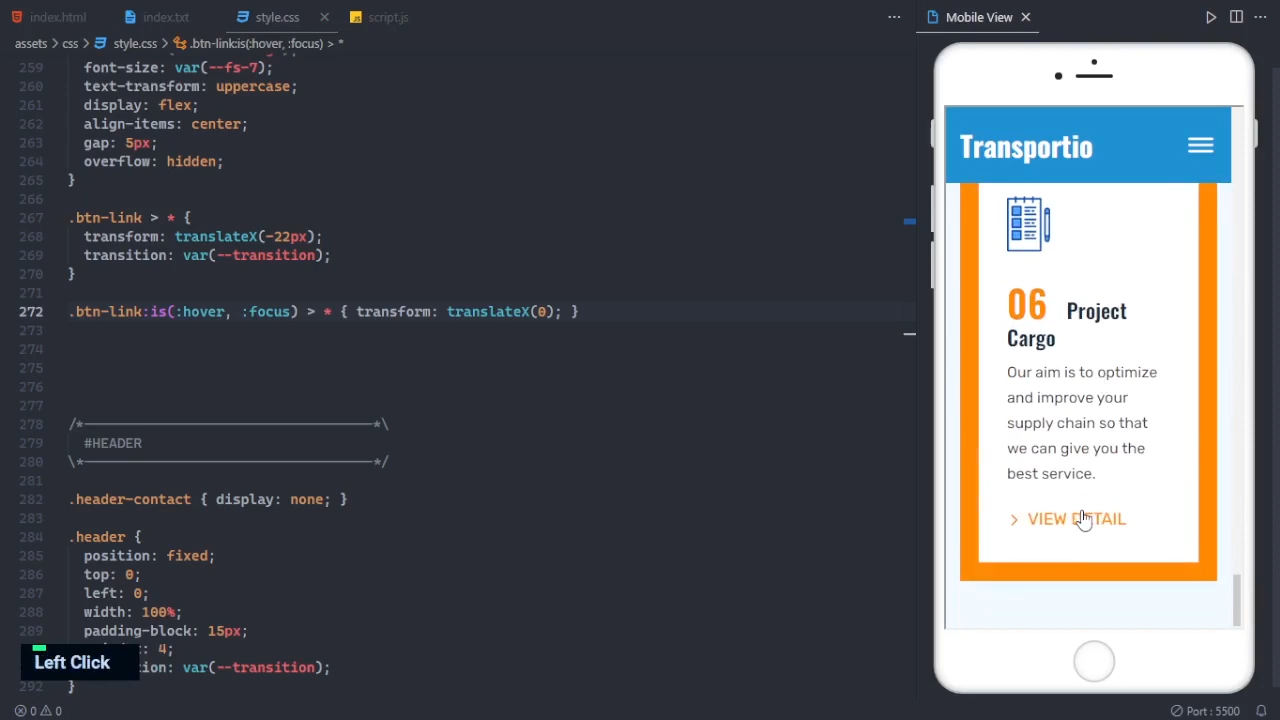 index.html
index.txt
style.css
script.js
Mobile View
assets > css > style.css > .btn-link:is(:hover, :focus) > *
259 font-size: var(--fs-7);
260 text-transform: uppercase;
261 display: flex;
262 align-items: center;
263 gap: 5px;
264 overflow: hidden;
265 }
266
267 .btn-link > * {
268 transform: translateX(-22px);
269 transition: var(--transition);
270 }
271
272 .btn-link:is(:hover, :focus) > * { transform: translateX(0); }
273
274
275
276
277
278 /*-----------------------------------*\
279 #HEADER
280 \*-----------------------------------*/
281
282 .header-contact { display: none; }
283
284 .header {
285 position: fixed;
286 top: 0;
287 left: 0;
288 width: 100%;
289 padding-block: 15px;
: 4;
ion: var(--transition);
292 }
Left Click
0 0
Transportio
06 Project
Cargo
Our aim is to optimize
and improve your
supply chain so that
we can give you the
best service.
VIEW DETAIL
Port : 5500